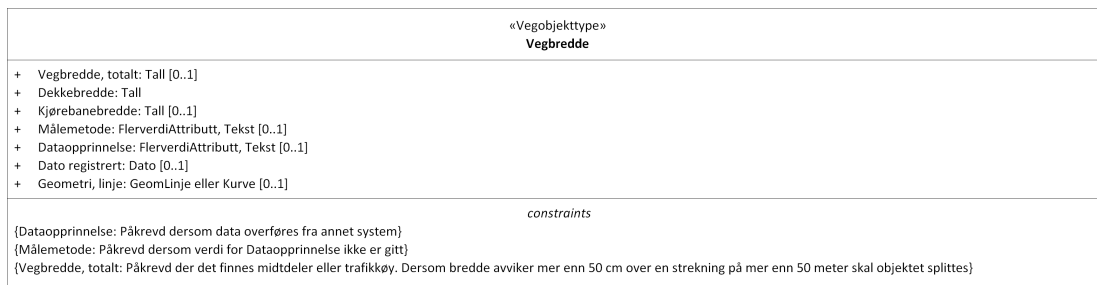 «Vegobjekttype»
Vegbredde
+ Vegbredde, totalt: Tall [0..1]
+ Dekkebredde: Tall
+ Kjørebanebredde: Tall [0..1]
+ Målemetode: FlerverdiAttributt, Tekst [0..1]
+ Dataopprinnelse: FlerverdiAttributt, Tekst [0..1]
+ Dato registrert: Dato [0..1]
+ Geometri, linje: GeomLinje eller Kurve [0..1]
constraints
{Dataopprinnelse: Påkrevd dersom data overføres fra annet system}
{Målemetode: Påkrevd dersom verdi for Dataopprinnelse ikke er gitt}
{Vegbredde, totalt: Påkrevd der det finnes midtdeler eller trafikkøy. Dersom bredde avviker mer enn 50 cm over en strekning på mer enn 50 meter skal objektet splittes}